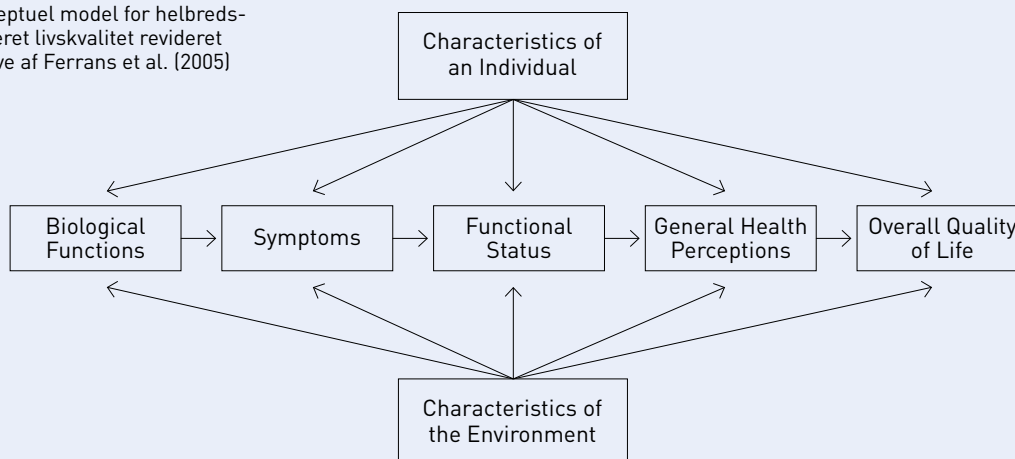 eptuel model for helbreds-
eret livskvalitet revideret
ve af Ferrans et al. (2005)
Characteristics of
an Individual
Biological
Functions
Symptoms
Functional
Status
General Health
Perceptions
Overall Quality
of Life
Characteristics of
the Environment